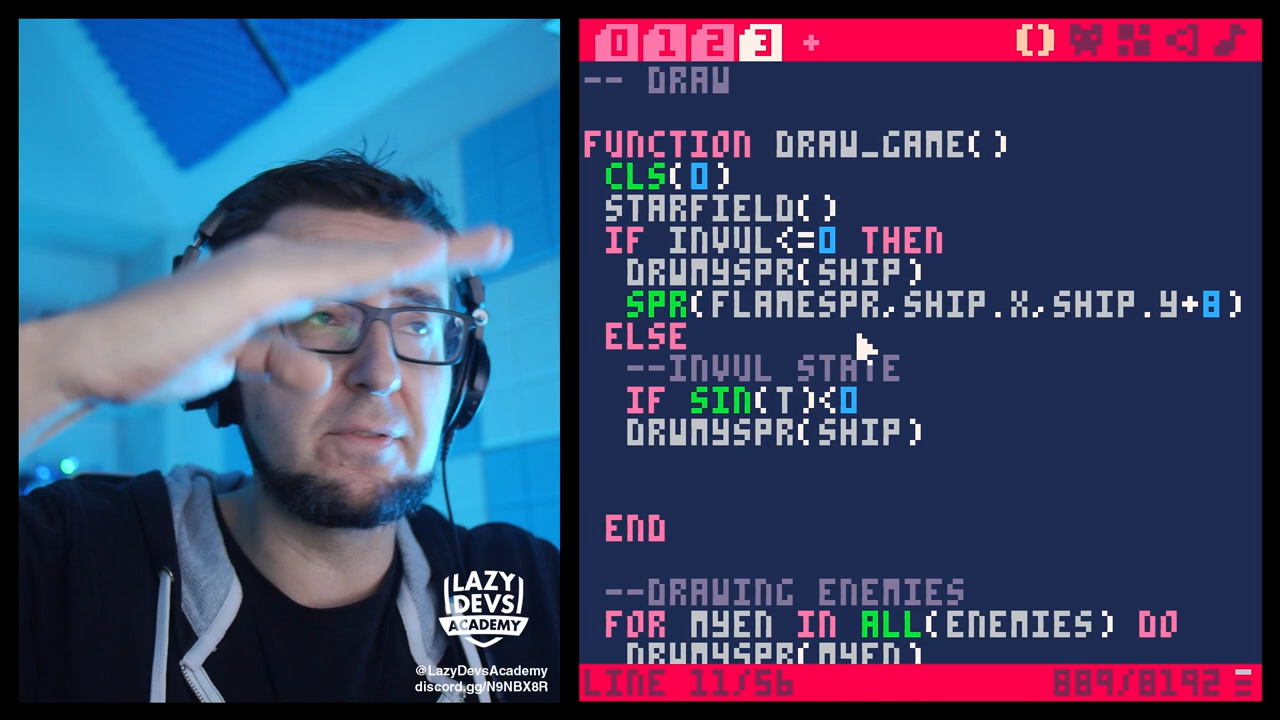 LAZY
DEVS
ACADEMY
@LazyDevsAcademy
discord.gg/N9NBX8R
0 1 2 3 +
-- DRAW
FUNCTION DRAW_GAME()
CLS(0)
STARFIELD()
IF INVUL<=0 THEN
DRWMYSPR(SHIP)
SPR(FLAMESPR,SHIP.X,SHIP.Y+8)
ELSE
--INVUL STATE
IF SIN(T)<0
DRWMYSPR(SHIP)
END
--DRAWING ENEMIES
FOR MYEN IN ALL(ENEMIES) DO
DRWMYSPR(MYEN)
LINE 11/56 889/8192